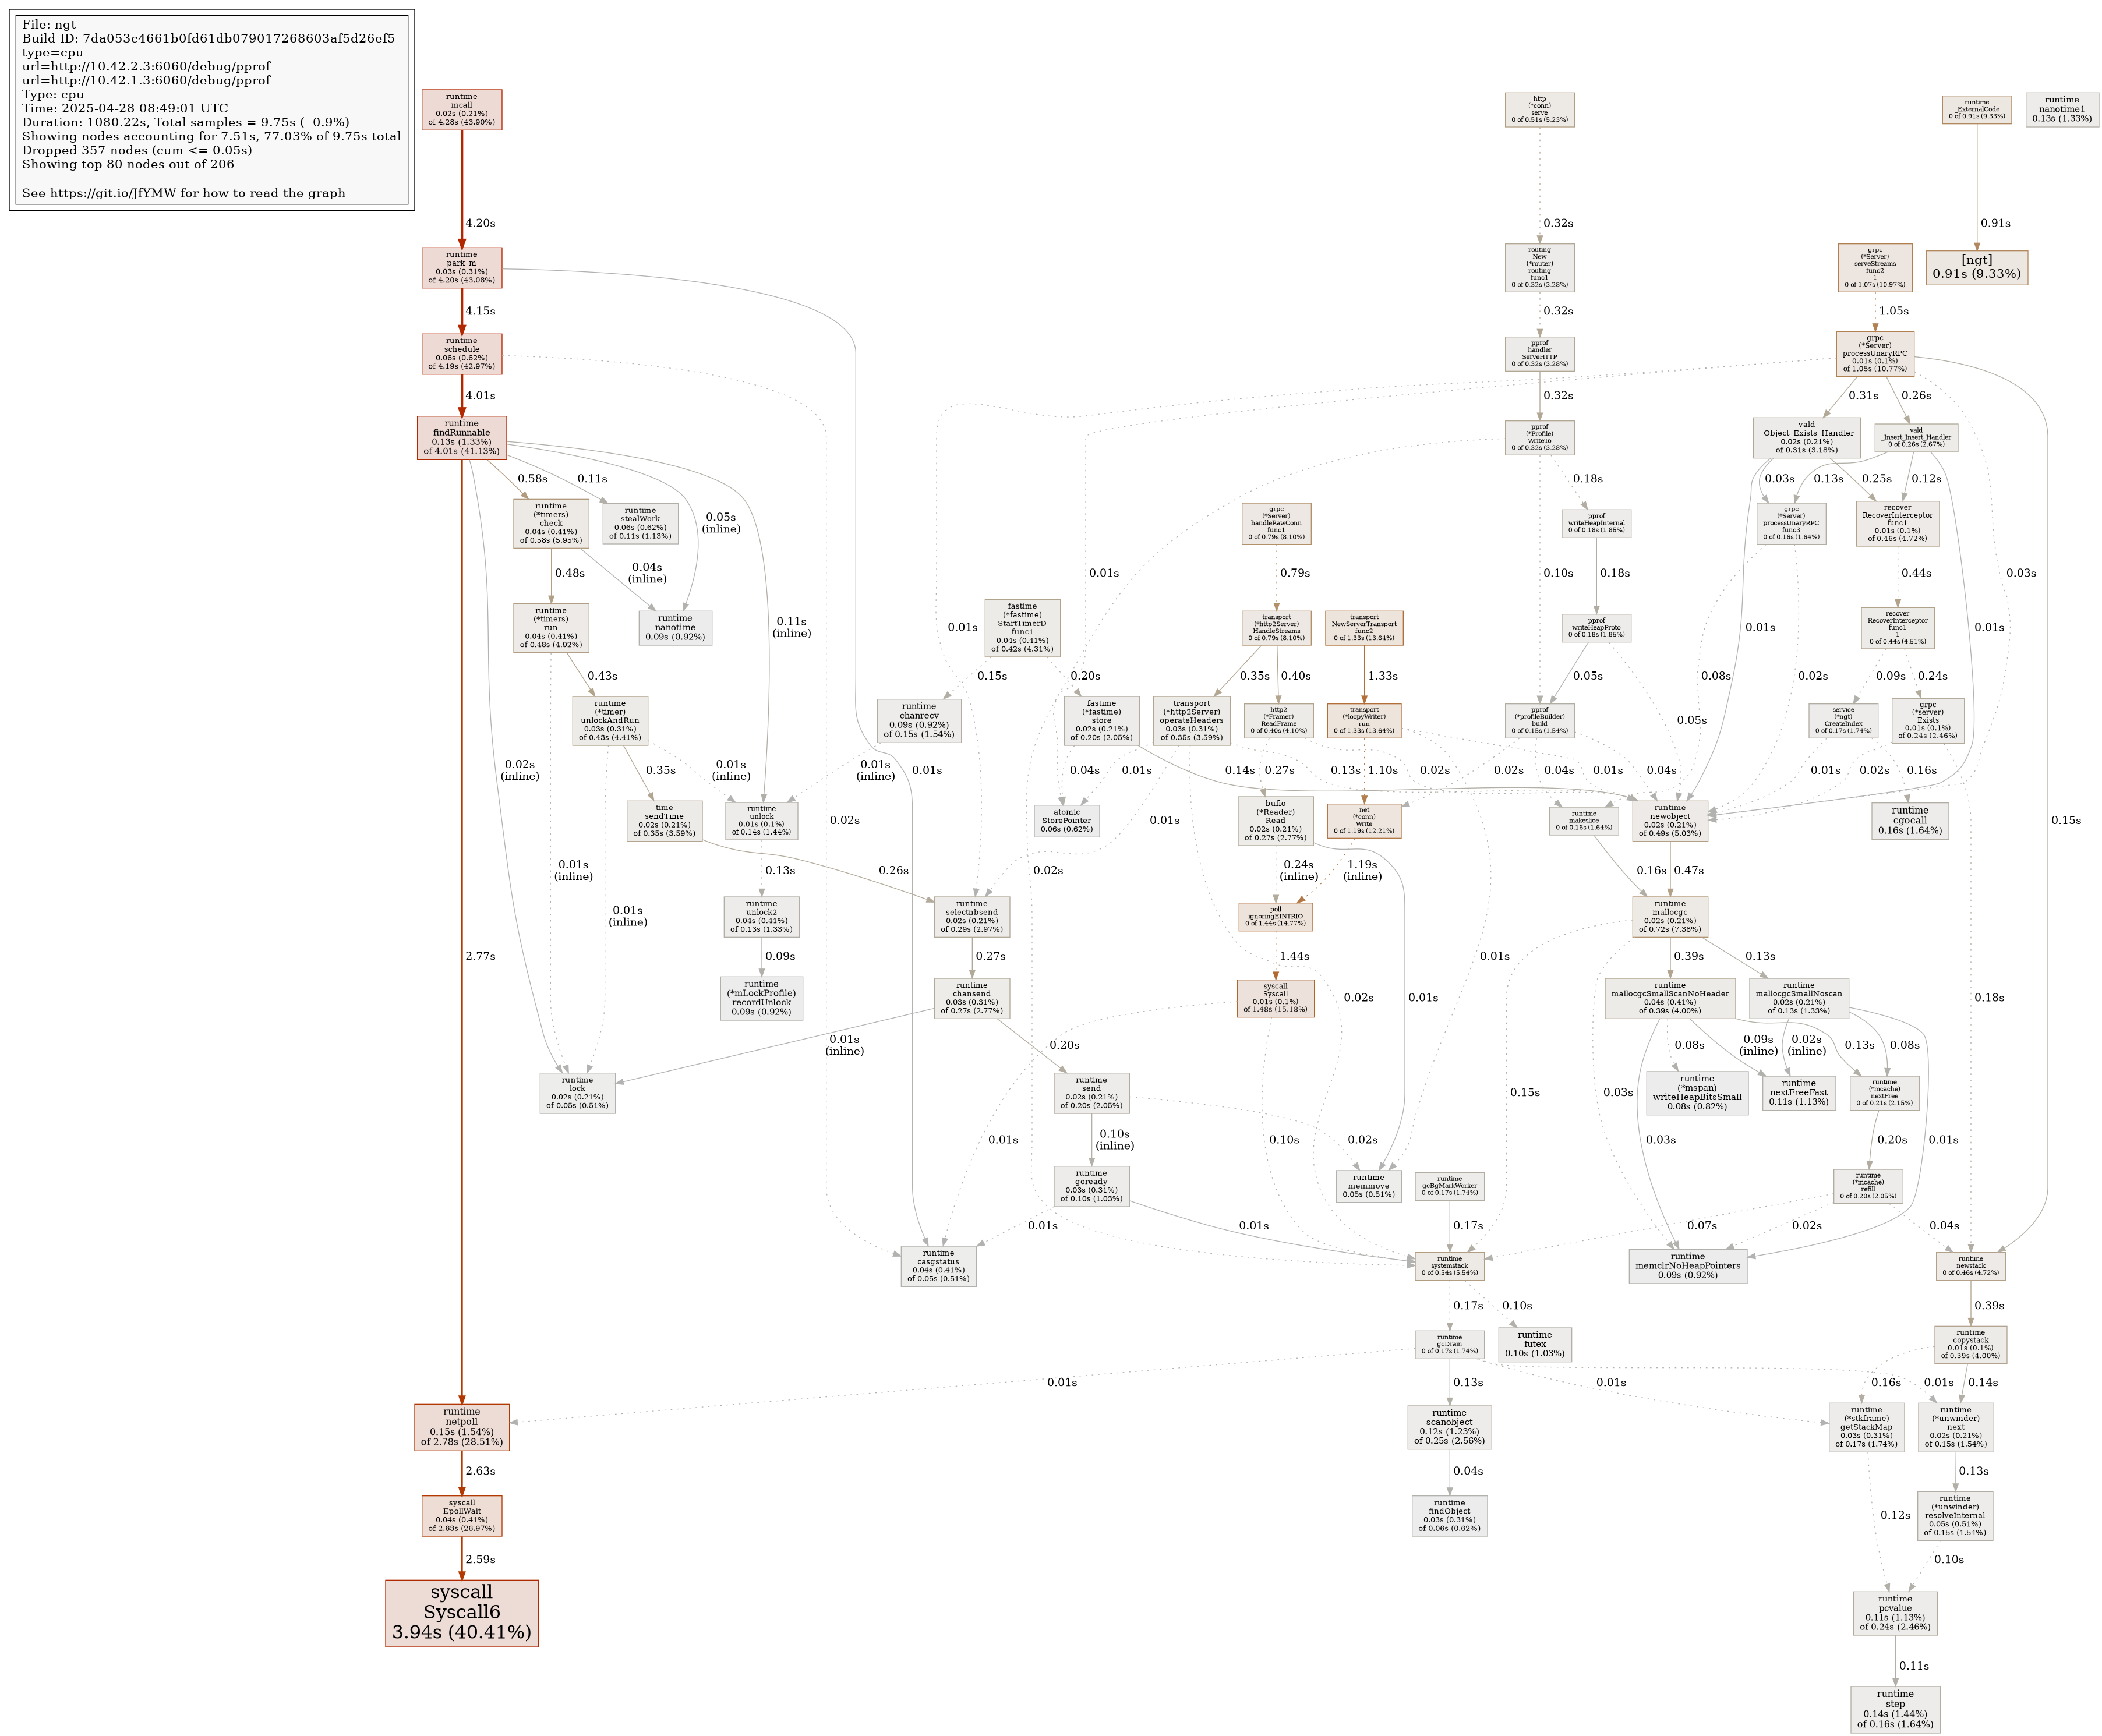 File: ngt
Build ID: 7da053c4661b0fd61db079017268603af5d26ef5
type=cpu
url=http://10.42.2.3:6060/debug/pprof
url=http://10.42.1.3:6060/debug/pprof
Type: cpu
Time: 2025-04-28 08:49:01 UTC
Duration: 1080.22s, Total samples = 9.75s ( 0.9%)
Showing nodes accounting for 7.51s, 77.03% of 9.75s total
Dropped 357 nodes (cum <= 0.05s)
Showing top 80 nodes out of 206
See https://git.io/JfYMW for how to read the graph
runtime
mcall
0.02s (0.21%)
of 4.28s (43.90%)
http
(*conn)
serve
0 of 0.51s (5.23%)
runtime
_ExternalCode
0 of 0.91s (9.33%)
runtime
nanotime1
0.13s (1.33%)
4.20s
0.32s
0.91s
runtime
park_m
0.03s (0.31%)
of 4.20s (43.08%)
routing
New
(*router)
routing
func1
0 of 0.32s (3.28%)
grpc
(*Server)
serveStreams
func2
1
0 of 1.07s (10.97%)
[ngt]
0.91s (9.33%)
4.15s
0.32s
1.05s
runtime
schedule
0.06s (0.62%)
of 4.19s (42.97%)
pprof
handler
ServeHTTP
0 of 0.32s (3.28%)
grpc
(*Server)
processUnaryRPC
0.01s (0.1%)
of 1.05s (10.77%)
4.01s
0.32s
0.31s
0.26s
runtime
findRunnable
0.13s (1.33%)
of 4.01s (41.13%)
pprof
(*Profile)
WriteTo
0 of 0.32s (3.28%)
vald
_Object_Exists_Handler
0.02s (0.21%)
of 0.31s (3.18%)
vald
_Insert_Insert_Handler
0 of 0.26s (2.67%)
0.58s
0.11s
0.05s
(inline)
0.18s
0.03s
0.13s
0.25s
0.12s
runtime
(*timers)
check
0.04s (0.41%)
of 0.58s (5.95%)
runtime
stealWork
0.06s (0.62%)
of 0.11s (1.13%)
grpc
(*Server)
handleRawConn
func1
0 of 0.79s (8.10%)
pprof
writeHeapInternal
0 of 0.18s (1.85%)
grpc
(*Server)
processUnaryRPC
func3
0 of 0.16s (1.64%)
recover
RecoverInterceptor
func1
0.01s (0.1%)
of 0.46s (4.72%)
0.48s
0.04s
(inline)
0.01s
0.79s
0.10s
0.18s
0.44s
0.03s
runtime
(*timers)
run
0.04s (0.41%)
of 0.48s (4.92%)
runtime
nanotime
0.09s (0.92%)
0.11s
(inline)
0.01s
fastime
(*fastime)
StartTimerD
func1
0.04s (0.41%)
of 0.42s (4.31%)
transport
(*http2Server)
HandleStreams
0 of 0.79s (8.10%)
transport
NewServerTransport
func2
0 of 1.33s (13.64%)
pprof
writeHeapProto
0 of 0.18s (1.85%)
0.01s
recover
RecoverInterceptor
func1
1
0 of 0.44s (4.51%)
0.01s
0.43s
0.15s
0.20s
0.35s
0.40s
1.33s
0.05s
0.08s
0.02s
0.09s
0.24s
runtime
(*timer)
unlockAndRun
0.03s (0.31%)
of 0.43s (4.41%)
runtime
chanrecv
0.09s (0.92%)
of 0.15s (1.54%)
fastime
(*fastime)
store
0.02s (0.21%)
of 0.20s (2.05%)
transport
(*http2Server)
operateHeaders
0.03s (0.31%)
of 0.35s (3.59%)
http2
(*Framer)
ReadFrame
0 of 0.40s (4.10%)
transport
(*loopyWriter)
run
0 of 1.33s (13.64%)
pprof
(*profileBuilder)
build
0 of 0.15s (1.54%)
0.05s
service
(*ngt)
CreateIndex
0 of 0.17s (1.74%)
grpc
(*server)
Exists
0.01s (0.1%)
of 0.24s (2.46%)
0.02s
(inline)
0.35s
0.01s
(inline)
0.01s
(inline)
0.01s
0.04s
0.01s
0.14s
0.27s
0.13s
1.10s
0.02s
0.02s
0.04s
0.01s
0.04s
0.01s
0.02s
0.16s
time
sendTime
0.02s (0.21%)
of 0.35s (3.59%)
runtime
unlock
0.01s (0.1%)
of 0.14s (1.44%)
0.02s
atomic
StorePointer
0.06s (0.62%)
0.01s
bufio
(*Reader)
Read
0.02s (0.21%)
of 0.27s (2.77%)
net
(*conn)
Write
0 of 1.19s (12.21%)
runtime
makeslice
0 of 0.16s (1.64%)
runtime
newobject
0.02s (0.21%)
of 0.49s (5.03%)
runtime
cgocall
0.16s (1.64%)
0.15s
0.01s
(inline)
0.13s
0.26s
0.02s
0.24s
(inline)
1.19s
(inline)
0.16s
0.47s
runtime
unlock2
0.04s (0.41%)
of 0.13s (1.33%)
runtime
selectnbsend
0.02s (0.21%)
of 0.29s (2.97%)
poll
ignoringEINTRIO
0 of 1.44s (14.77%)
runtime
mallocgc
0.02s (0.21%)
of 0.72s (7.38%)
0.01s
(inline)
2.77s
0.09s
0.27s
1.44s
0.01s
0.39s
0.13s
runtime
(*mLockProfile)
recordUnlock
0.09s (0.92%)
runtime
chansend
0.03s (0.31%)
of 0.27s (2.77%)
syscall
Syscall
0.01s (0.1%)
of 1.48s (15.18%)
0.02s
0.01s
runtime
mallocgcSmallScanNoHeader
0.04s (0.41%)
of 0.39s (4.00%)
runtime
mallocgcSmallNoscan
0.02s (0.21%)
of 0.13s (1.33%)
0.18s
0.01s
(inline)
0.20s
0.08s
0.09s
(inline)
0.02s
(inline)
0.13s
0.08s
runtime
lock
0.02s (0.21%)
of 0.05s (0.51%)
runtime
send
0.02s (0.21%)
of 0.20s (2.05%)
0.15s
0.03s
runtime
(*mspan)
writeHeapBitsSmall
0.08s (0.82%)
runtime
nextFreeFast
0.11s (1.13%)
runtime
(*mcache)
nextFree
0 of 0.21s (2.15%)
0.01s
0.10s
(inline)
0.10s
0.02s
0.03s
0.20s
0.01s
runtime
goready
0.03s (0.31%)
of 0.10s (1.03%)
runtime
memmove
0.05s (0.51%)
runtime
gcBgMarkWorker
0 of 0.17s (1.74%)
runtime
(*mcache)
refill
0 of 0.20s (2.05%)
0.01s
0.01s
0.17s
0.07s
0.02s
0.04s
runtime
casgstatus
0.04s (0.41%)
of 0.05s (0.51%)
runtime
systemstack
0 of 0.54s (5.54%)
runtime
memclrNoHeapPointers
0.09s (0.92%)
runtime
newstack
0 of 0.46s (4.72%)
0.17s
0.10s
0.39s
runtime
gcDrain
0 of 0.17s (1.74%)
runtime
futex
0.10s (1.03%)
runtime
copystack
0.01s (0.1%)
of 0.39s (4.00%)
0.01s
0.13s
0.01s
0.16s
0.01s
0.14s
runtime
netpoll
0.15s (1.54%)
of 2.78s (28.51%)
runtime
scanobject
0.12s (1.23%)
of 0.25s (2.56%)
runtime
(*stkframe)
getStackMap
0.03s (0.31%)
of 0.17s (1.74%)
runtime
(*unwinder)
next
0.02s (0.21%)
of 0.15s (1.54%)
2.63s
0.04s
0.13s
syscall
EpollWait
0.04s (0.41%)
of 2.63s (26.97%)
runtime
findObject
0.03s (0.31%)
of 0.06s (0.62%)
0.12s
runtime
(*unwinder)
resolveInternal
0.05s (0.51%)
of 0.15s (1.54%)
2.59s
0.10s
syscall
Syscall6
3.94s (40.41%)
runtime
pcvalue
0.11s (1.13%)
of 0.24s (2.46%)
0.11s
runtime
step
0.14s (1.44%)
of 0.16s (1.64%)